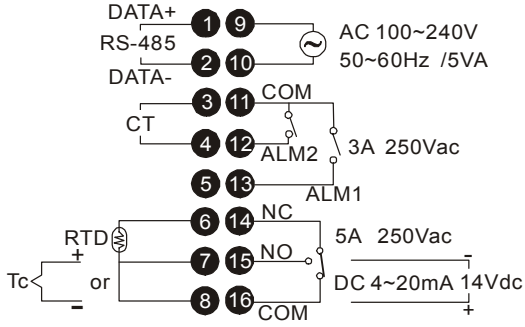 DATA+ 1 9
RS-485 AC 100~240V
2 10 50~60Hz /5VA
DATA-
3 11 COM
CT
4 12 ALM2 3A 250Vac
5 13 ALM1
6 14 NC
RTD 5A 250Vac
+ 7 15 NO -
Tc or DC 4~20mA 14Vdc
- 8 16 COM +